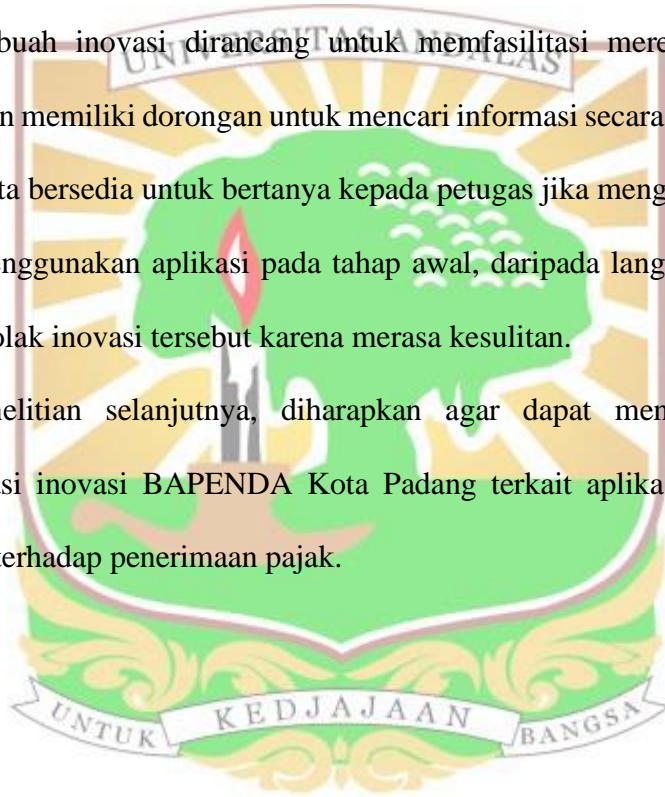 UNIVERSITAS ANDALAS
buah inovasi dirancang untuk memfasilitasi mere
n memiliki dorongan untuk mencari informasi secara
ta bersedia untuk bertanya kepada petugas jika meng
nggunakan aplikasi pada tahap awal, daripada lang
lak inovasi tersebut karena merasa kesulitan.
nelitian selanjutnya, diharapkan agar dapat men
si inovasi BAPENDA Kota Padang terkait aplika
terhadap penerimaan pajak.
UNTUK KEDJAJAAN BANGSA